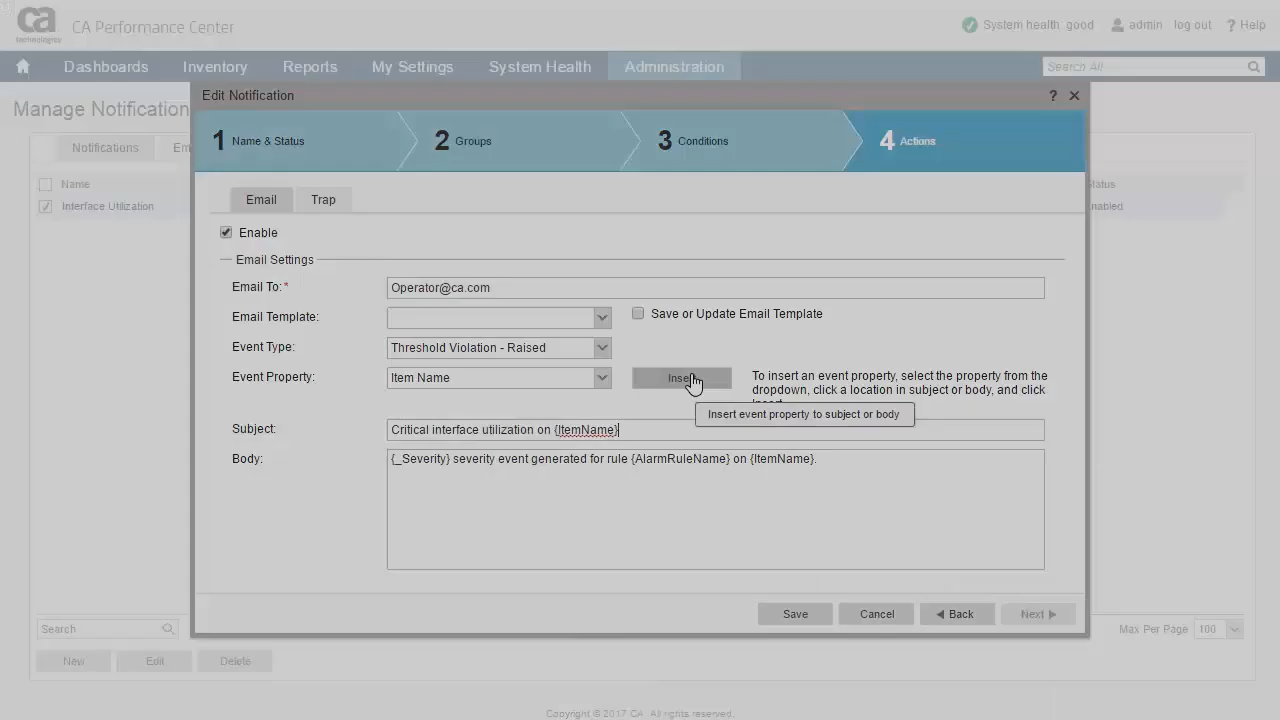 ca
technologies
CA Performance Center
System health good
admin
log out
? Help
Dashboards
Inventory
Reports
My Settings
System Health
Administration
Search All
Manage Notification
Edit Notification
?
1 Name & Status
2 Groups
3 Conditions
4 Actions
Notifications
Em
Name
Interface Utilization
Status
Enabled
Email
Trap
Enable
Email Settings
Email To:*
Operator@ca.com
Email Template:
Save or Update Email Template
Event Type:
Threshold Violation - Raised
Event Property:
Item Name
Insert
To insert an event property, select the property from the
dropdown, click a location in subject or body, and click
Insert event property to subject or body
Subject:
Critical interface utilization on {ItemName}
Body:
{_Severity} severity event generated for rule {AlarmRuleName} on {ItemName}.
Save
Cancel
Back
Next
Search
Max Per Page
100
New
Edit
Delete
Copyright © 2017 CA. All rights reserved.